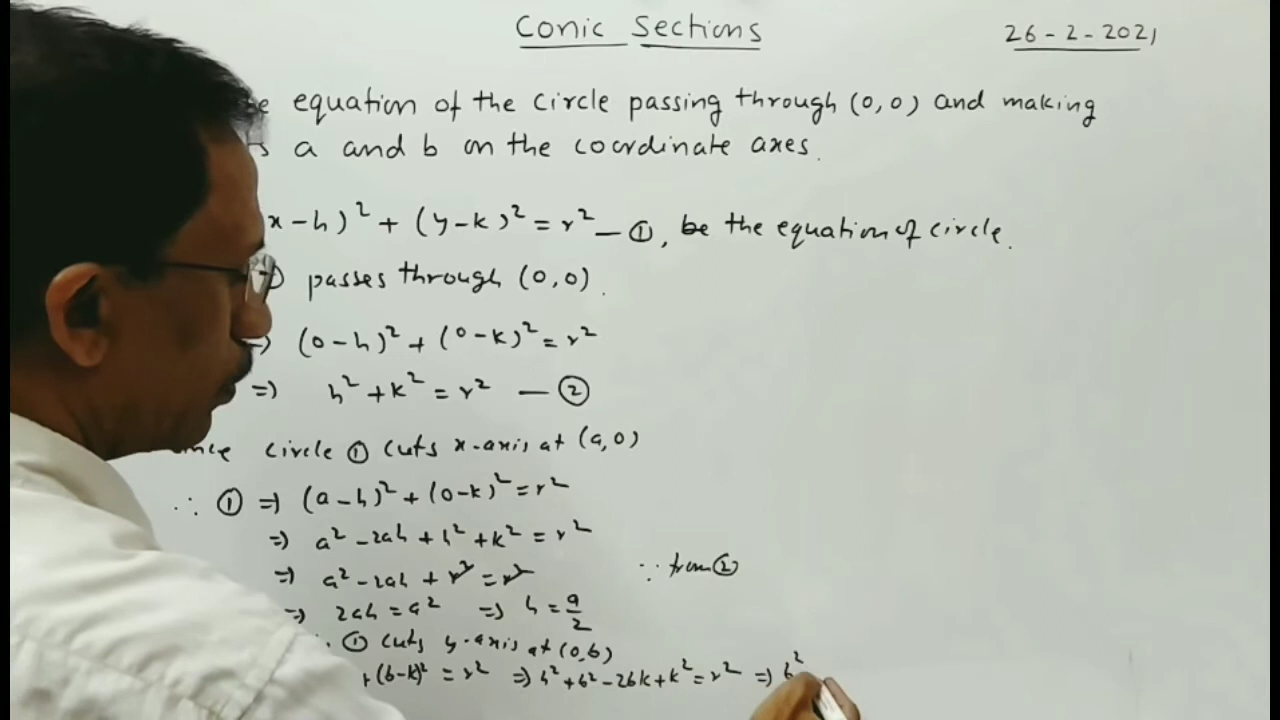 Conic Sections
26-2-2021
equation of the circle passing through (0,0) and making
a and b on the coordinate axes.
x-h)² + (y-k)² = r² — ①, be the equation of circle.
passes through (0,0).
(0-h)² + (0-k)² = r²
=) h² + k² = r² — ②
circle ① cuts x-axis at (a,0)
∴ ① =) (a-h)² + (0-k)² = r²
=) a² - 2ah + h² + k² = r²
=) a² - 2ah + r² = r² ∵ from ②
=) 2ah = a² =) h = a/2
① cuts y-axis at (0,b)
+ (b-k)² = r² =) h² + b² - 2bk + k² = r² =) b²